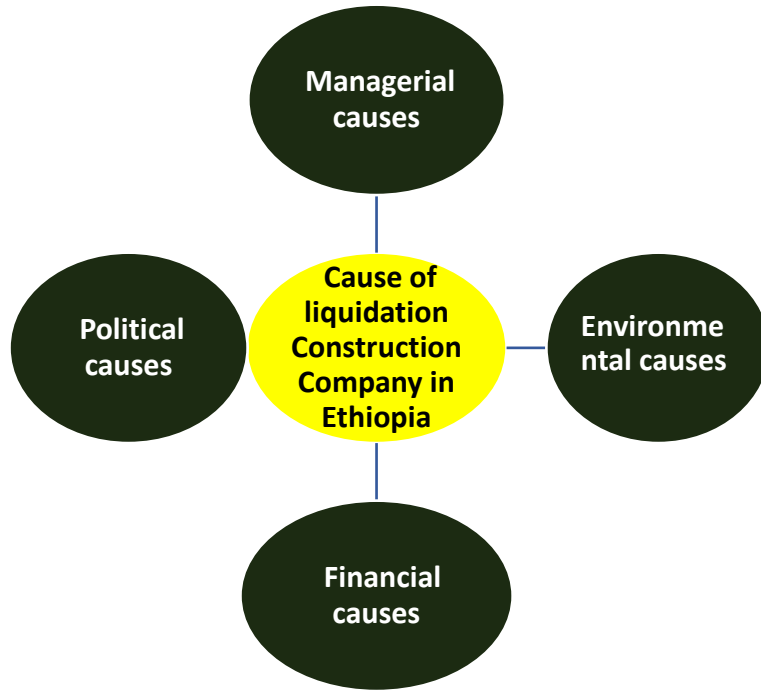 Managerial
causes
Political
causes
Cause of
liquidation
Construction
Company in
Ethiopia
Environme
ntal causes
Financial
causes